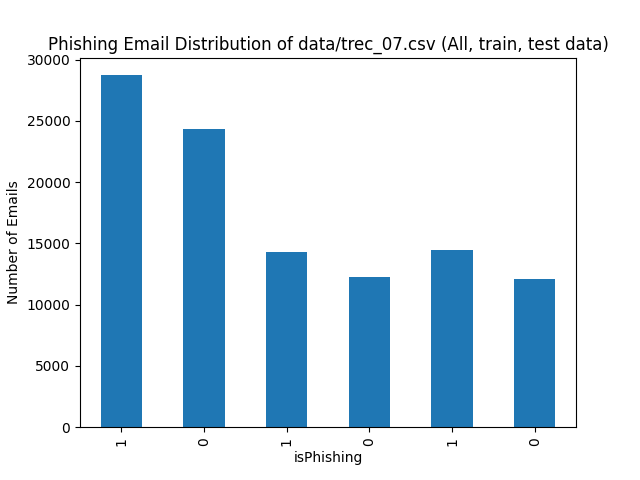 Phishing Email Distribution of data/trec_07.csv (All, train, test data)
30000
25000
20000
15000
10000
5000
0
Number of Emails
1 0 1 0 1 0
isPhishing